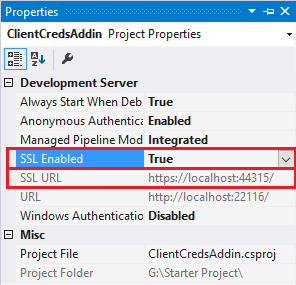 Properties
ClientCredsAddin Project Properties
Development Server
Always Start When Deb True
Anonymous Authentica Enabled
Managed Pipeline Mod Integrated
SSL Enabled True
SSL URL https://localhost:44315/
URL http://localhost:22116/
Windows Authentication Disabled
Misc
Project File ClientCredsAddin.csproj
Project Folder G:\Starter Project\